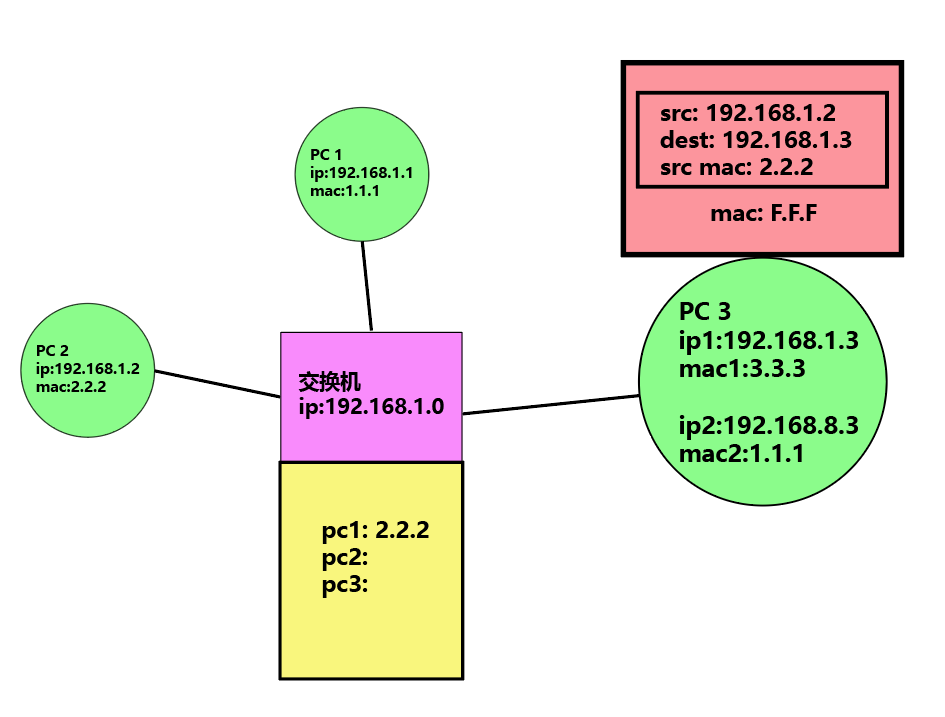 src: 192.168.1.2
dest: 192.168.1.3
src mac: 2.2.2
mac: F.F.F
PC 1
ip:192.168.1.1
mac:1.1.1
PC 2
ip:192.168.1.2
mac:2.2.2
交换机
ip:192.168.1.0
PC 3
ip1:192.168.1.3
mac1:3.3.3
ip2:192.168.8.3
mac2:1.1.1
pc1: 2.2.2
pc2:
pc3: